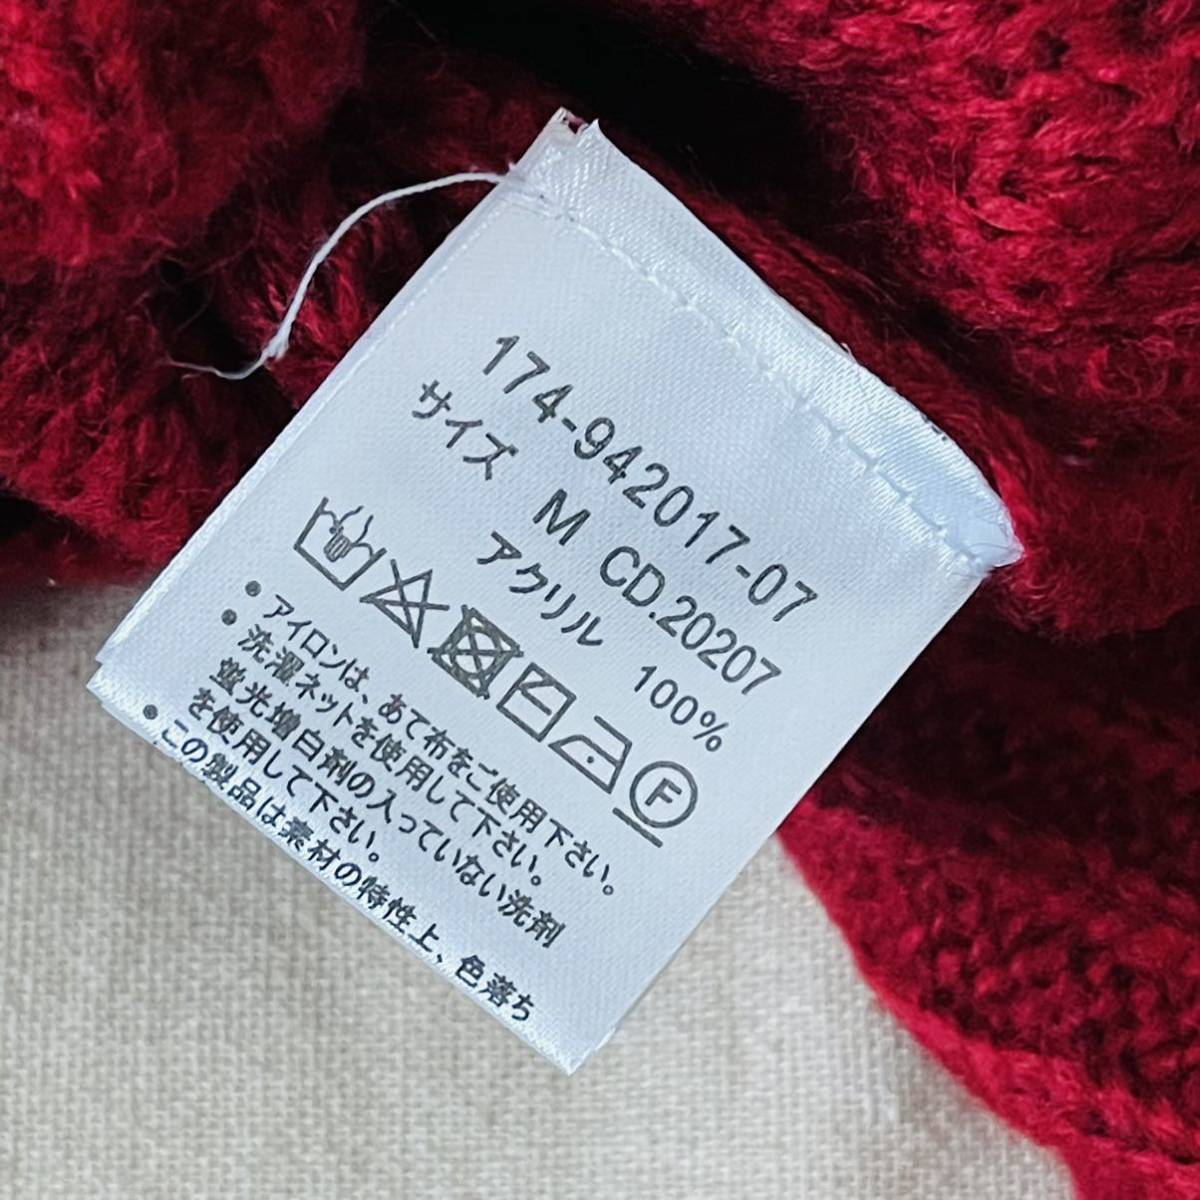 174-942017-07
サイズ M CD.20207
アクリル 100%
F
・アイロンは、あて布をご使用下さい。
・洗濯ネットを使用して下さい。
蛍光増白剤の入っていない洗剤
を使用して下さい。
・この製品は素材の特性上、色落ち